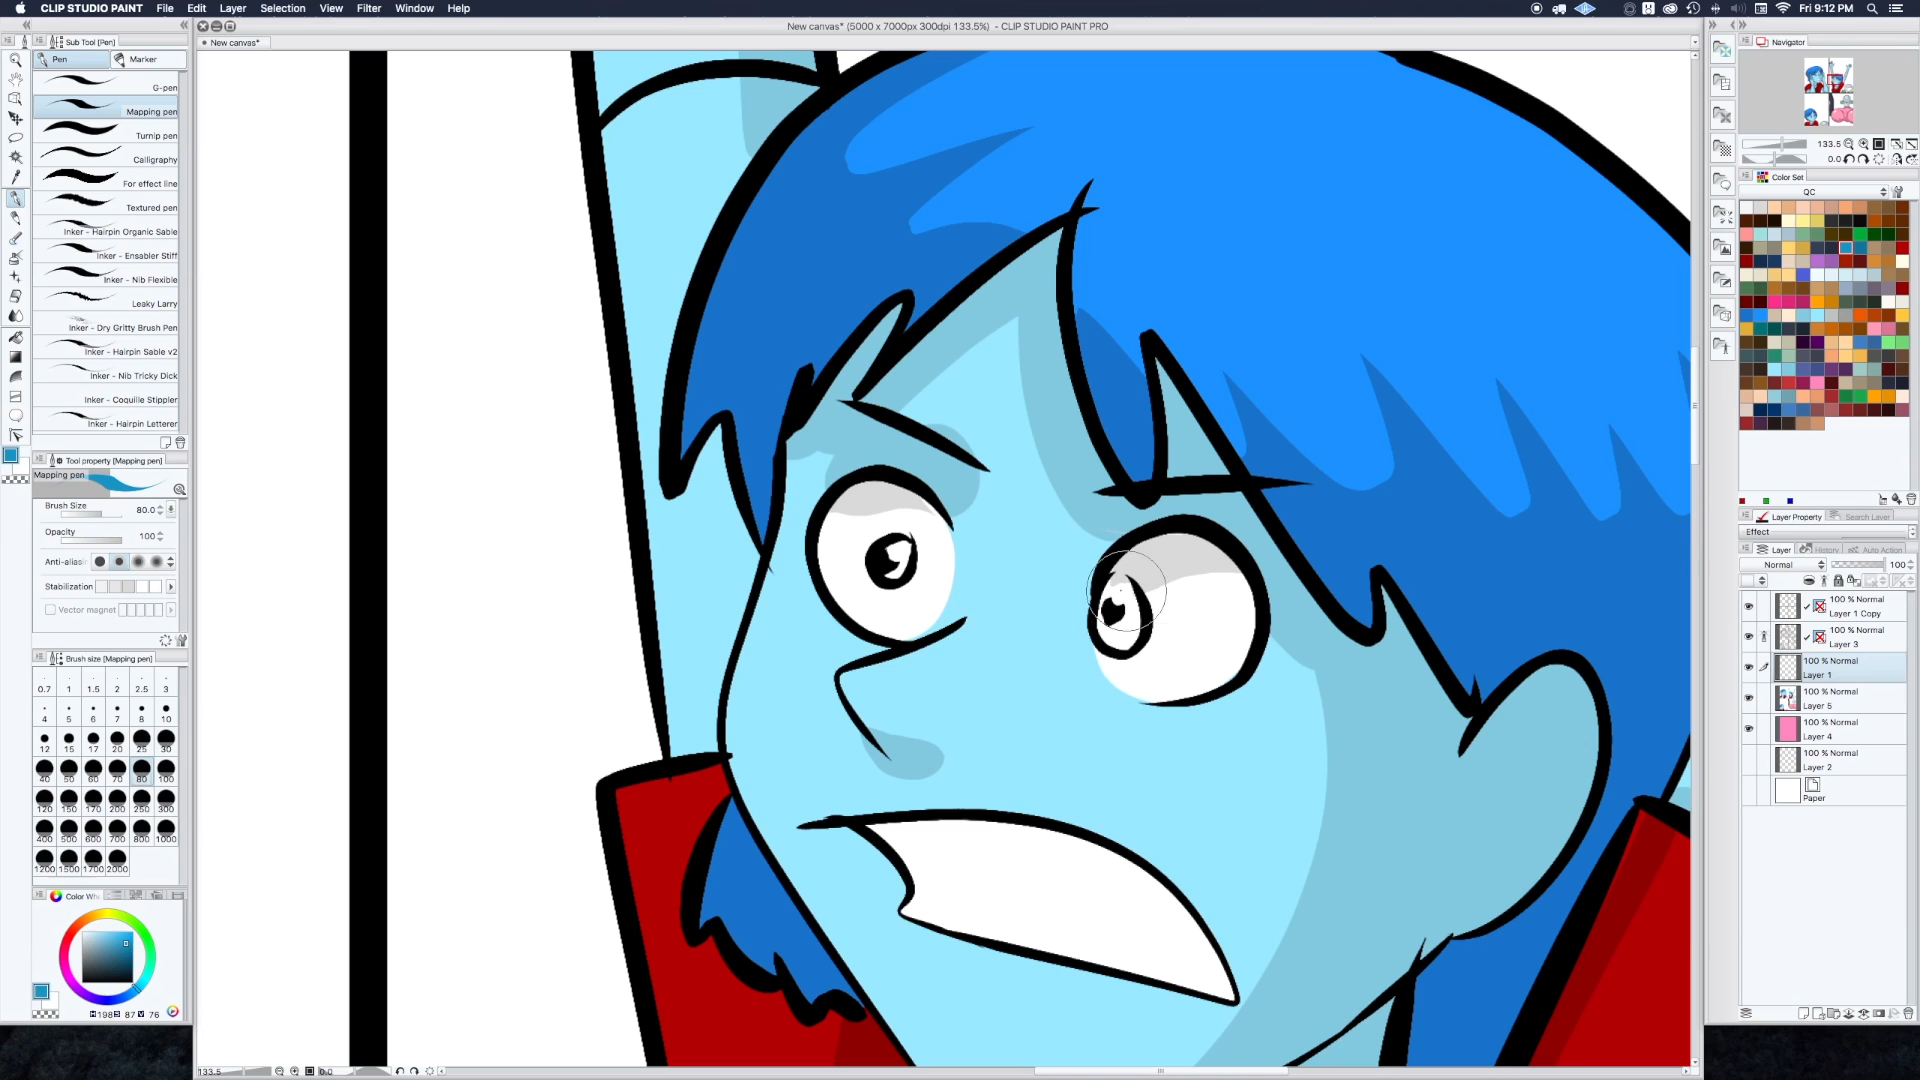 CLIP STUDIO PAINT File Edit Layer Selection View Filter Window Help Fri 9:12 PM
New canvas* (5000 x 7000px 300dpi 133.5%) - CLIP STUDIO PAINT PRO
Sub Tool [Pen]
New canvas*
Pen Marker
G-pen
Mapping pen
Turnip pen
Calligraphy
For effect line
Textured pen
Inker - Hairpin Organic Sable
Inker - Ensabler Stiff
Inker - Nib Flexible
Leaky Larry
Inker - Dry Gritty Brush Pen
Inker - Hairpin Sable v2
Inker - Nib Tricky Dick
Inker - Coquille Stippler
Inker - Hairpin Letterer
Tool property [Mapping pen]
Mapping pen
Brush Size 80.0
Opacity 100
Anti-aliasi
Stabilization
Vector magnet
Brush size [Mapping pen]
0.7 1 1.5 2 2.5 3
4 5 6 7 8 10
12 15 17 20 25 30
40 50 60 70 80 100
120 150 170 200 250 300
400 500 600 700 800 1000
1200 1500 1700 2000
Color Whe
198 87 76
133.5 0.0
Navigator
133.5
0.0
Color Set
QC
Layer Property Search Layer
Effect
Layer History Auto Action
Normal 100
100 % Normal
Layer 1 Copy
100 % Normal
Layer 3
100 % Normal
Layer 1
100 % Normal
Layer 5
100 % Normal
Layer 4
100 % Normal
Layer 2
Paper